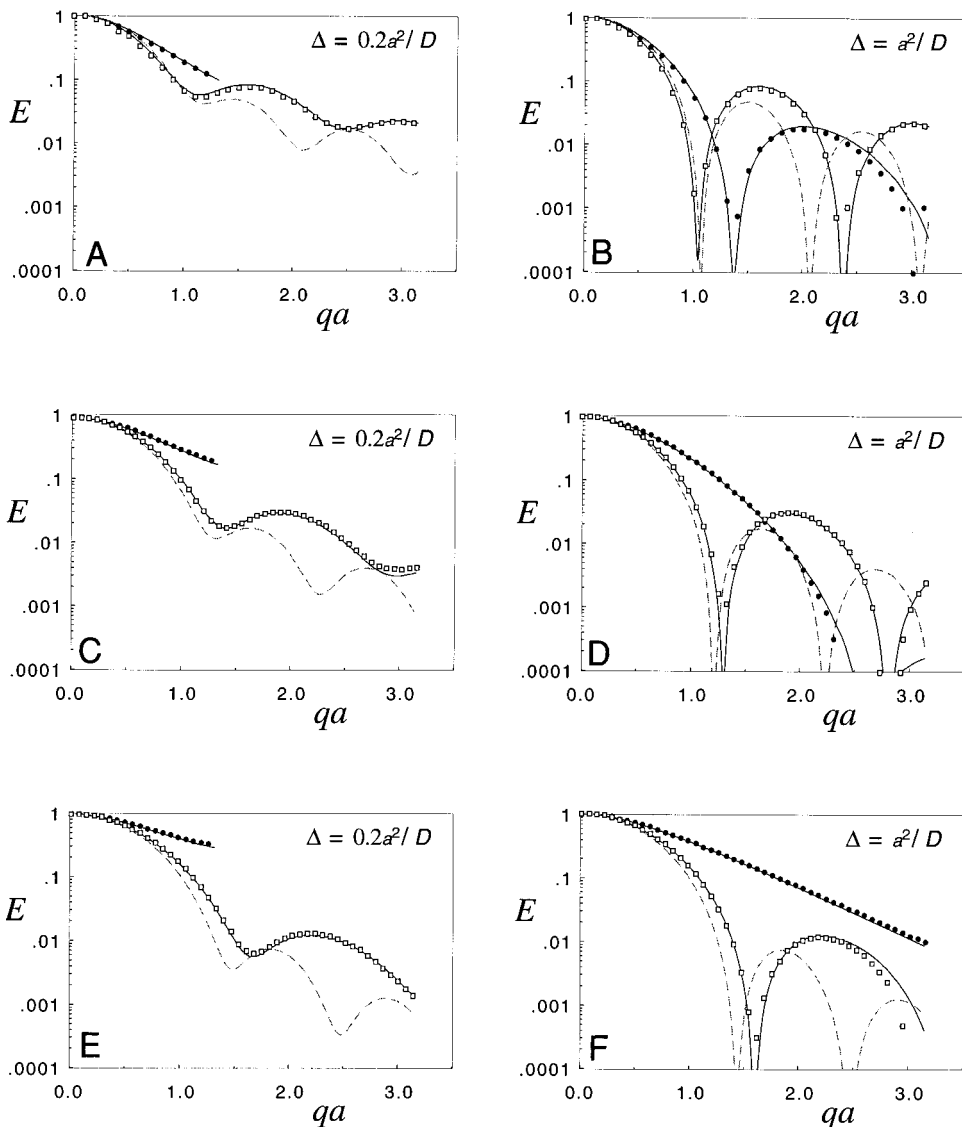 1
.1
E
.01
.001
.0001
Δ = 0.2a²/ D
A
0.0 1.0 2.0 3.0
qa
1
.1
E
.01
.001
.0001
Δ = a²/ D
B
0.0 1.0 2.0 3.0
qa
1
.1
E
.01
.001
.0001
Δ = 0.2a²/ D
C
0.0 1.0 2.0 3.0
qa
1
.1
E
.01
.001
.0001
Δ = a²/ D
D
0.0 1.0 2.0 3.0
qa
1
.1
E
.01
.001
.0001
Δ = 0.2a²/ D
E
0.0 1.0 2.0 3.0
qa
1
.1
E
.01
.001
.0001
Δ = a²/ D
F
0.0 1.0 2.0 3.0
qa